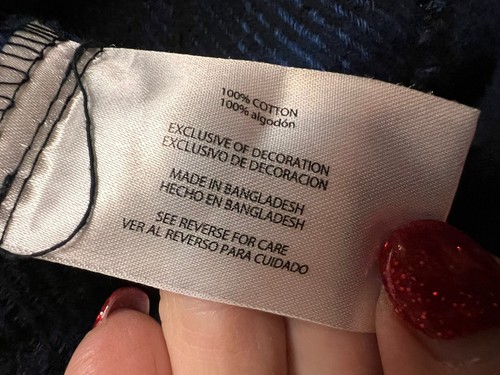 100% COTTON
100% algodón
EXCLUSIVE OF DECORATION
EXCLUSIVO DE DECORACION
MADE IN BANGLADESH
HECHO EN BANGLADESH
SEE REVERSE FOR CARE
VER AL REVERSO PARA CUIDADO